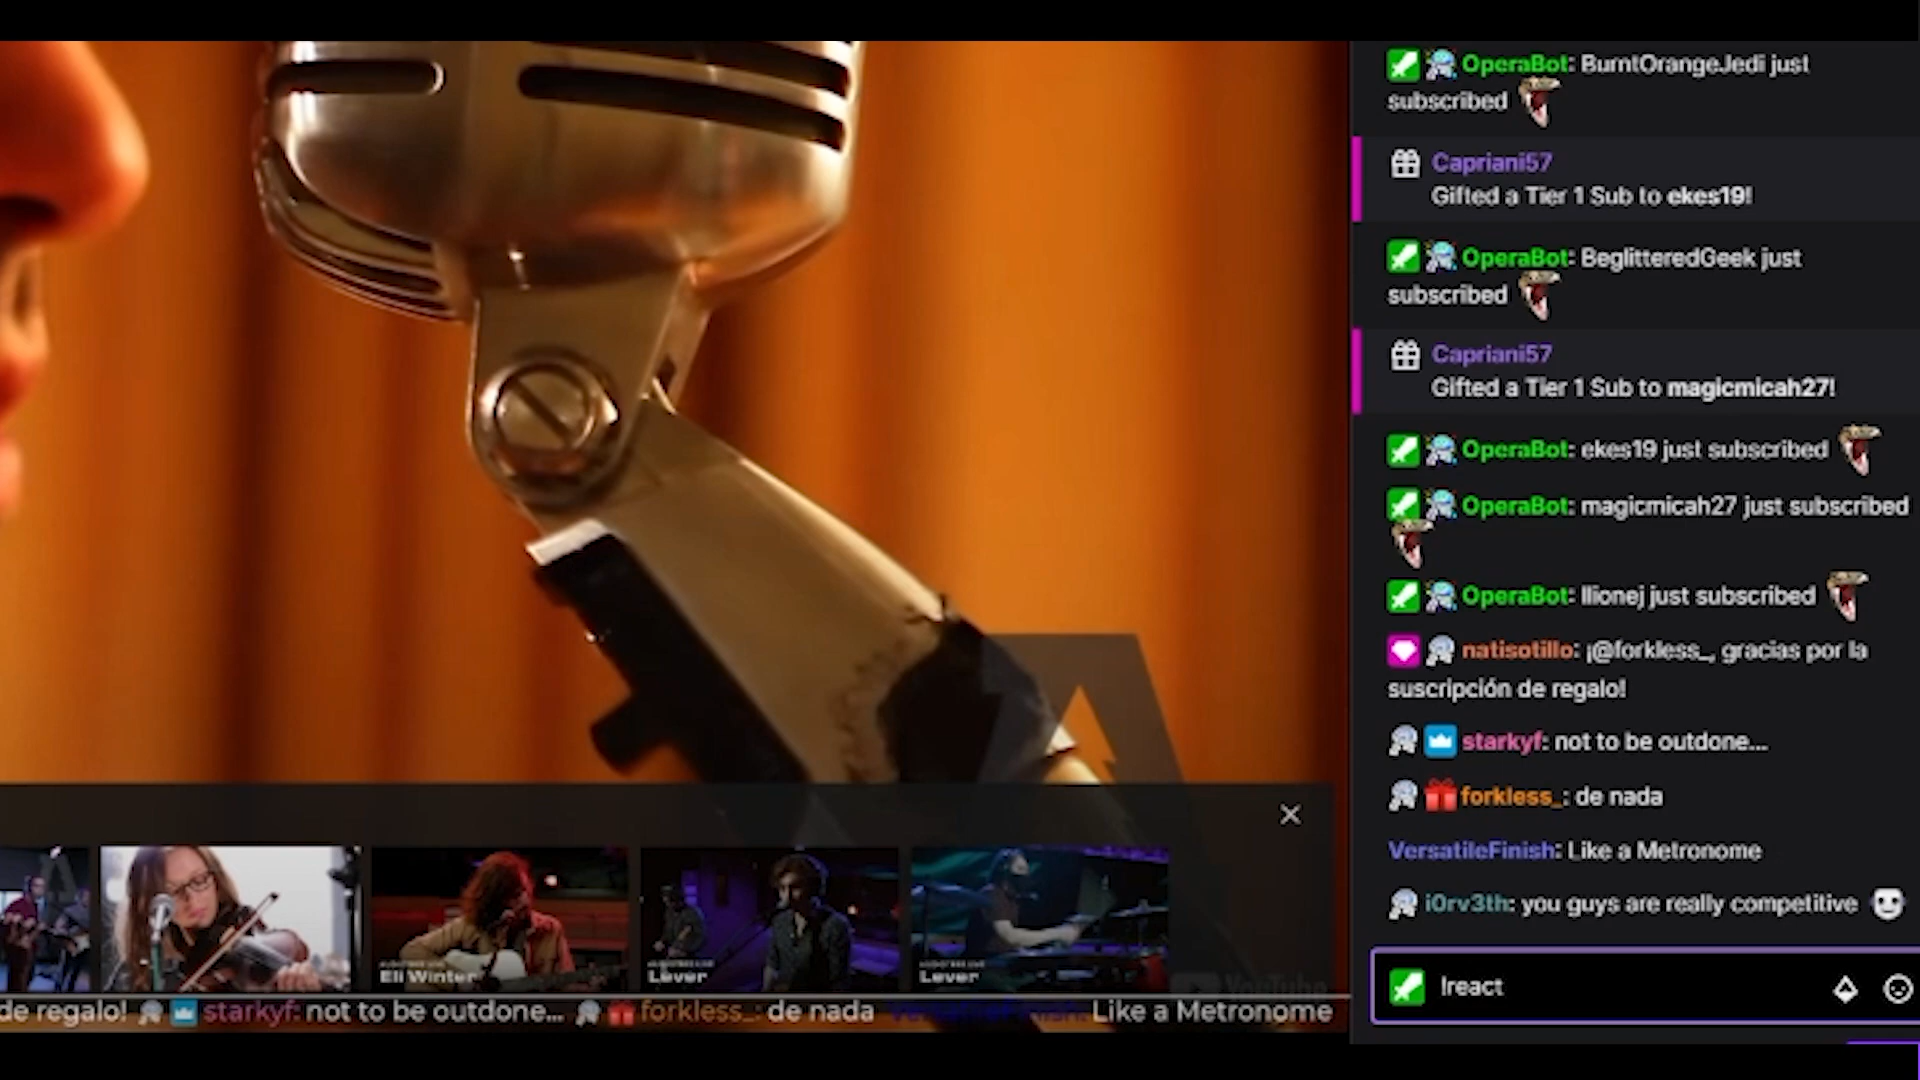 OperaBot: BurntOrangeJedi just
subscribed
Capriani57
Gifted a Tier 1 Sub to ekes19!
OperaBot: BeglitteredGeek just
subscribed
Capriani57
Gifted a Tier 1 Sub to magicmicah27!
OperaBot: ekes19 just subscribed
OperaBot: magicmicah27 just subscribed
OperaBot: llionej just subscribed
natisotillo: ¡@forkless_, gracias por la
suscripción de regalo!
starkyf: not to be outdone...
forkless_: de nada
VersatileFinish: Like a Metronome
i0rv3th: you guys are really competitive
!react
Eli Winter
Lever
Lever
YouTube
de regalo! starkyf: not to be outdone... forkless_: de nada Like a Metronome